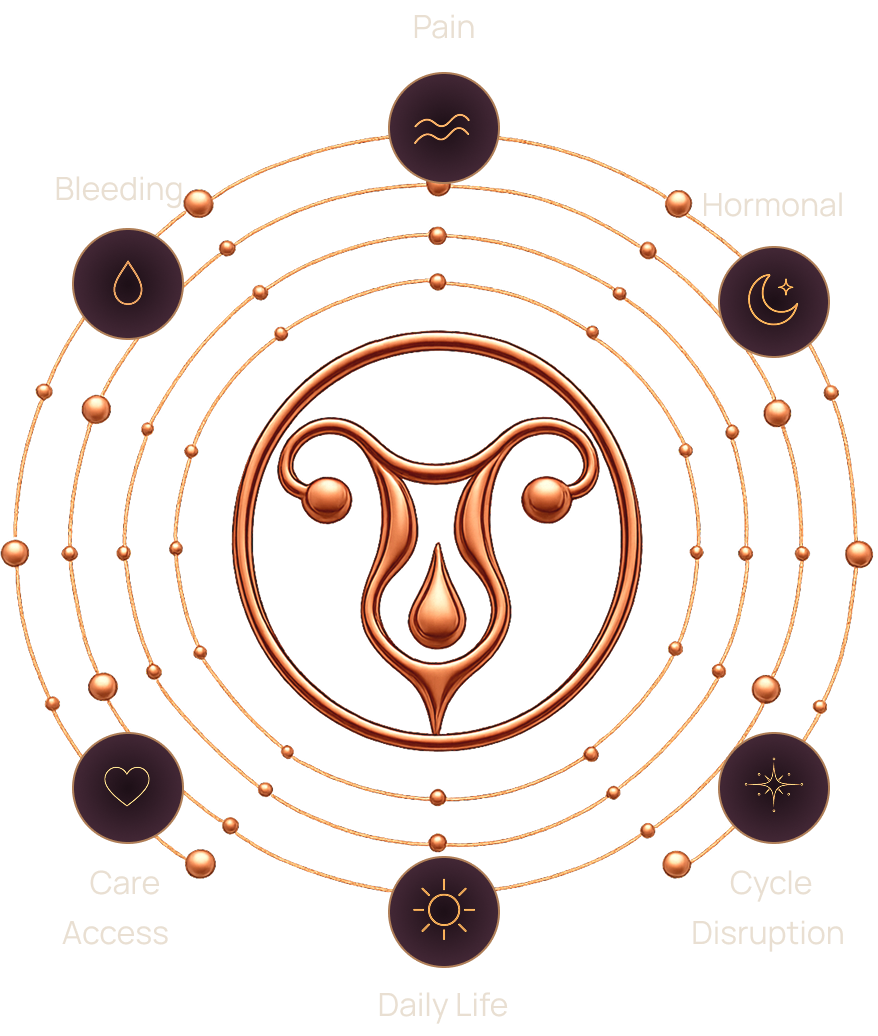 Pain
Bleeding
Hormonal
Care
Access
Cycle
Disruption
Daily Life